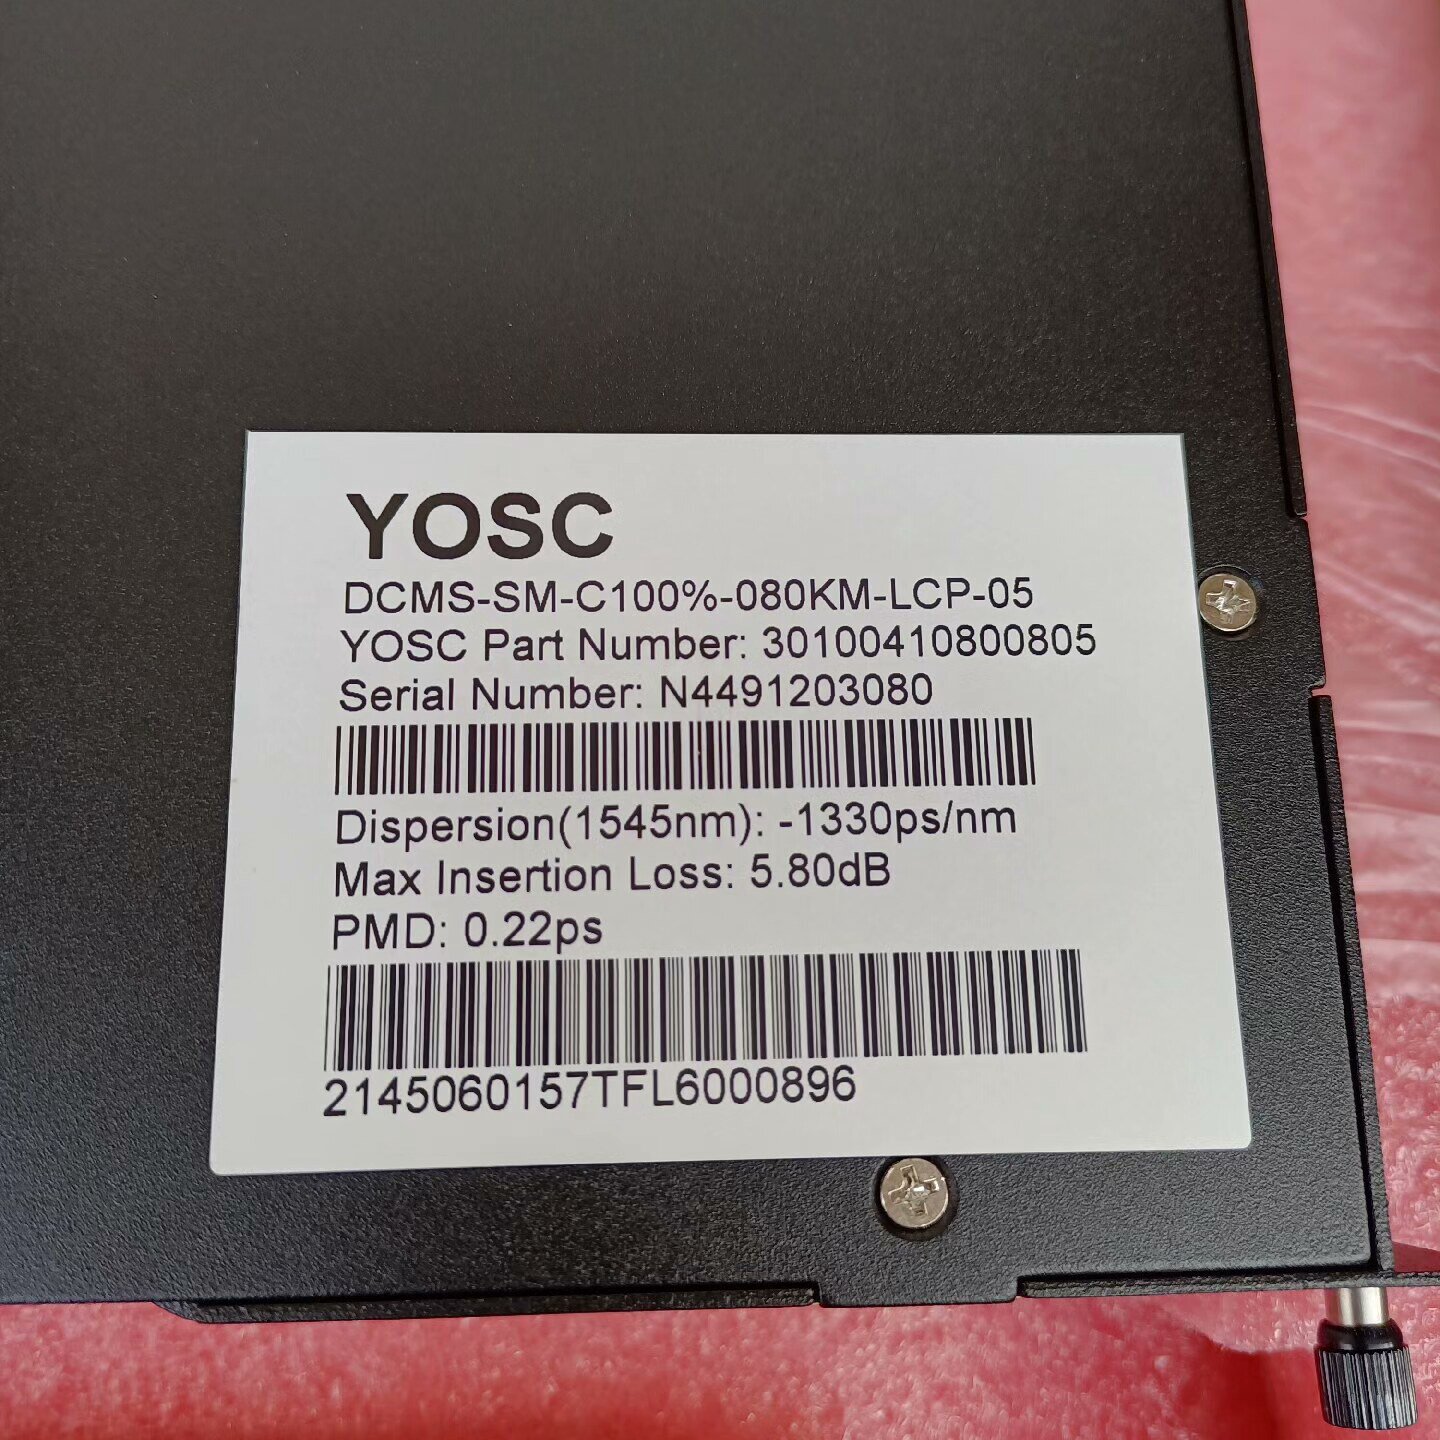 YOSC
DCMS-SM-C100%-080KM-LCP-05
YOSC Part Number: 30100410800805
Serial Number: N4491203080
Dispersion(1545nm): -1330ps/nm
Max Insertion Loss: 5.80dB
PMD: 0.22ps
2145060157TFL6000896